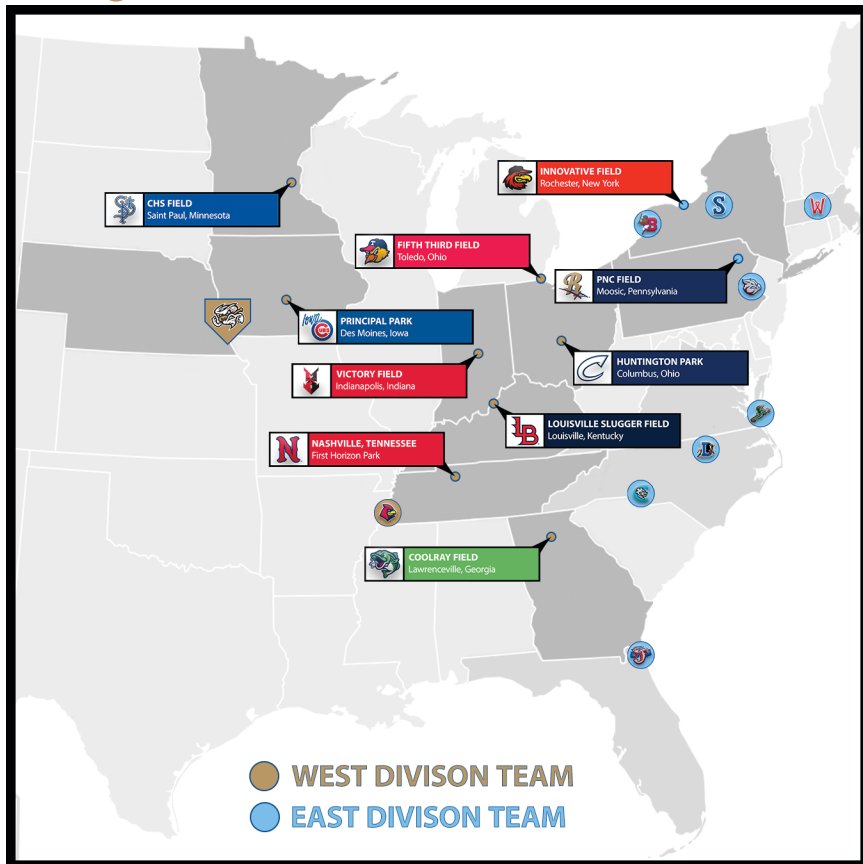 INNOVATIVE FIELD
Rochester, New York
CHS FIELD
Saint Paul, Minnesota
FIFTH THIRD FIELD
Toledo, Ohio
PNC FIELD
Moosic, Pennsylvania
Iowa
PRINCIPAL PARK
Des Moines, Iowa
VICTORY FIELD
Indianapolis, Indiana
HUNTINGTON PARK
Columbus, Ohio
LOUISVILLE SLUGGER FIELD
Louisville, Kentucky
NASHVILLE, TENNESSEE
First Horizon Park
COOLRAY FIELD
Lawrenceville, Georgia
S
W
B
R
C
LB
N
D
WEST DIVISON TEAM
EAST DIVISON TEAM